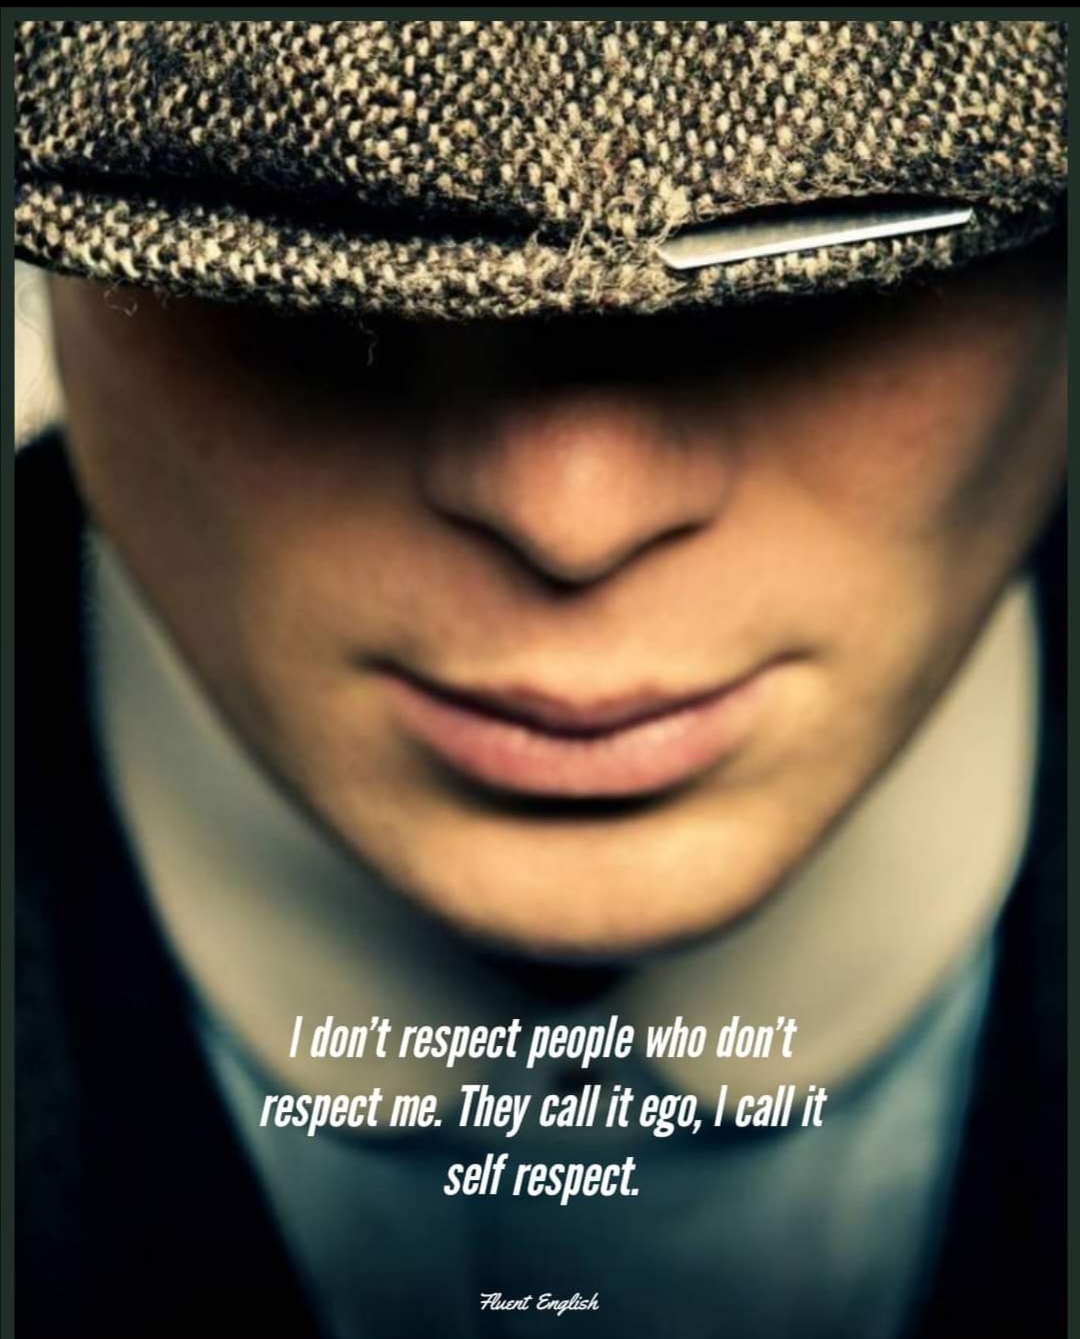 I don't respect people who don't
respect me. They call it ego, I call it
self respect.
Fluent English